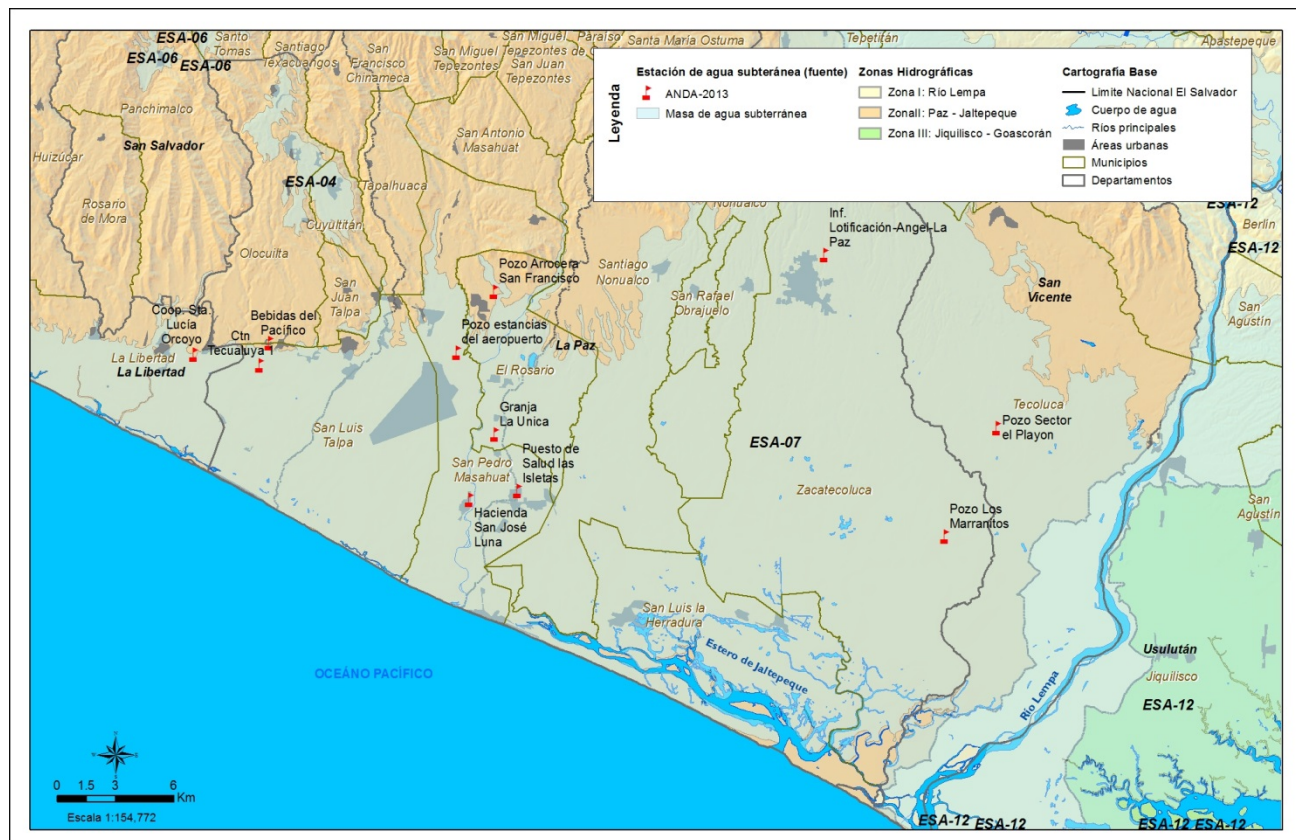 ESA-06
ESA-06
ESA-06
Santo
Tomas
Santiago
Texacuangos
San
Francisco
Chinameca
San Miguel
Tepezontes
San Miguel
Tepezontes
San Juan
Tepezontes
Paraíso
de
Santa María Ostuma
Tepetitán
Apastepeque
Panchimalco
San Salvador
Huizúcar
Rosario
de Mora
ESA-04
San Antonio
Masahuat
Tapalhuaca
Cuyultitán
Olocuilta
San
Juan
Talpa
Leyenda
Estación de agua subteránea (fuente)
ANDA-2013
Masa de agua subterránea
Zonas Hidrográficas
Zona I: Río Lempa
ZonaII: Paz - Jaltepeque
Zona III: Jiquilisco - Goascorán
Cartografía Base
Limite Nacional El Salvador
Cuerpo de agua
Ríos principales
Áreas urbanas
Municipios
Departamentos
Nonualco
ESA-12
Berlín
ESA-12
Inf.
Lotificación-Angel-La
Paz
Pozo Arrocera
San Francisco
Santiago
Nonualco
San Rafael
Obrajuelo
San
Vicente
San
Agustín
Coop. Sta.
Lucía
Orcoyo
Ctn
Tecualuya 1
Bebidas del
Pacífico
Pozo estancias
del aeropuerto
La Paz
El Rosario
La Libertad
La Libertad
San Luis
Talpa
Granja
La Unica
Tecoluca
Pozo Sector
el Playon
ESA-07
San Pedro
Masahuat
Puesto de
Salud las
Isletas
Zacatecoluca
San
Agustín
Hacienda
San José
Luna
Pozo Los
Marranitos
San Luis la
Herradura
Estero de Jaltepeque
Río Lempa
Usulután
Jiquilisco
ESA-12
OCEÁNO PACÍFICO
0 1.5 3 6
Km
Escala 1:154,772
ESA-12
ESA-12
ESA-12
ESA-12